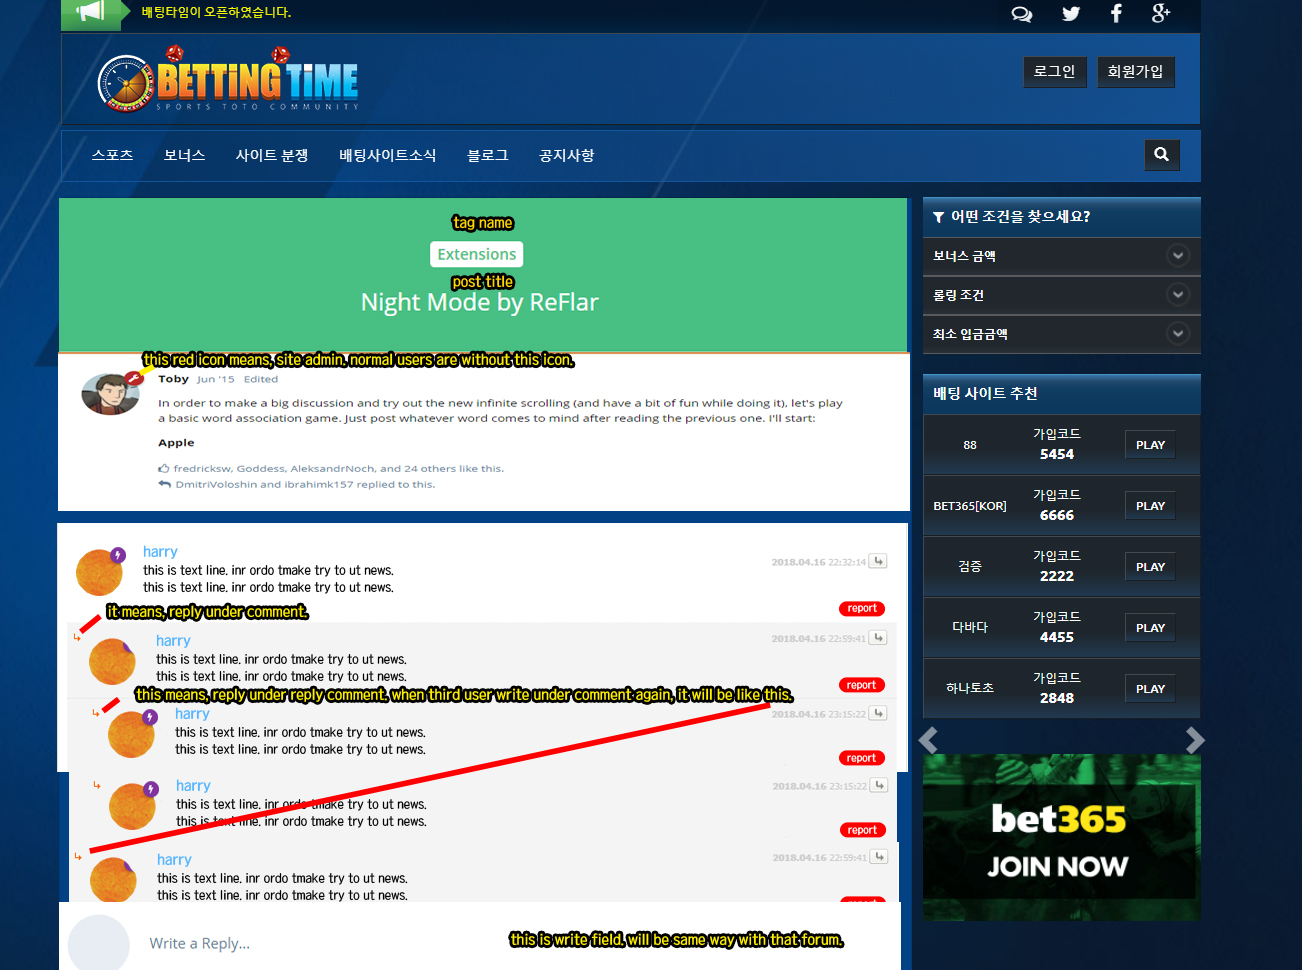 배팅타임이 오픈하였습니다.
BETTiNG TiME
SPORTS TOTO COMMUNITY
로그인
회원가입
스포츠
보너스
사이트 분쟁
배팅사이트소식
블로그
공지사항
tag name
Extensions
post title
Night Mode by ReFlar
this red icon means, site admin. normal users are without this icon.
Toby Jun '15 Edited
In order to make a big discussion and try out the new infinite scrolling (and have a bit of fun while doing it), let's play
a basic word association game. Just post whatever word comes to mind after reading the previous one. I'll start:
Apple
fredricksw, Goddess, AleksandrNoch, and 24 others like this.
DmitriVoloshin and ibrahimk157 replied to this.
harry
2018.04.16 22:32:14
this is text line. inr ordo tmake try to ut news.
this is text line. inr ordo tmake try to ut news.
report
it means, reply under comment.
harry
2018.04.16 22:59:41
this is text line. inr ordo tmake try to ut news.
this is text line. inr ordo tmake try to ut news.
report
this means, reply under reply comment. when third user write under comment again, it will be like this.
harry
2018.04.16 23:15:22
this is text line. inr ordo tmake try to ut news.
this is text line. inr ordo tmake try to ut news.
report
harry
2018.04.16 23:15:22
this is text line. inr ordo tmake try to ut news.
this is text line. inr ordo tmake try to ut news.
report
harry
2018.04.16 22:59:41
this is text line. inr ordo tmake try to ut news.
this is text line. inr ordo tmake try to ut news.
report
Write a Reply...
this is write field. will be same way with that forum.
어떤 조건을 찾으세요?
보너스 금액
롤링 조건
최소 입금금액
배팅 사이트 추천
88
가입코드
5454
PLAY
BET365[KOR]
가입코드
6666
PLAY
검증
가입코드
2222
PLAY
다바다
가입코드
4455
PLAY
하나토초
가입코드
2848
PLAY
bet365
JOIN NOW